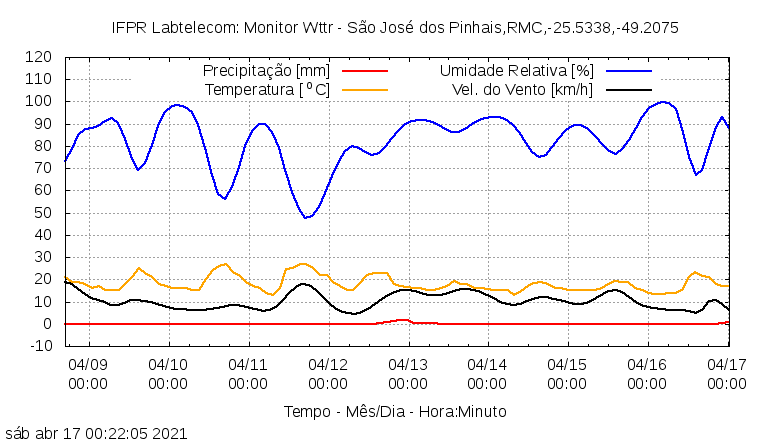 IFPR Labtelecom: Monitor Wttr - São José dos Pinhais,RMC,-25.5338,-49.2075
120
110
100
90
80
70
60
50
40
30
20
10
0
-10
Precipitação [mm]
Temperatura [ ⁰C]
Umidade Relativa [%]
Vel. do Vento [km/h]
04/09 04/10 04/11 04/12 04/13 04/14 04/15 04/16 04/17
00:00 00:00 00:00 00:00 00:00 00:00 00:00 00:00 00:00
Tempo - Mês/Dia - Hora:Minuto
sáb abr 17 00:22:05 2021